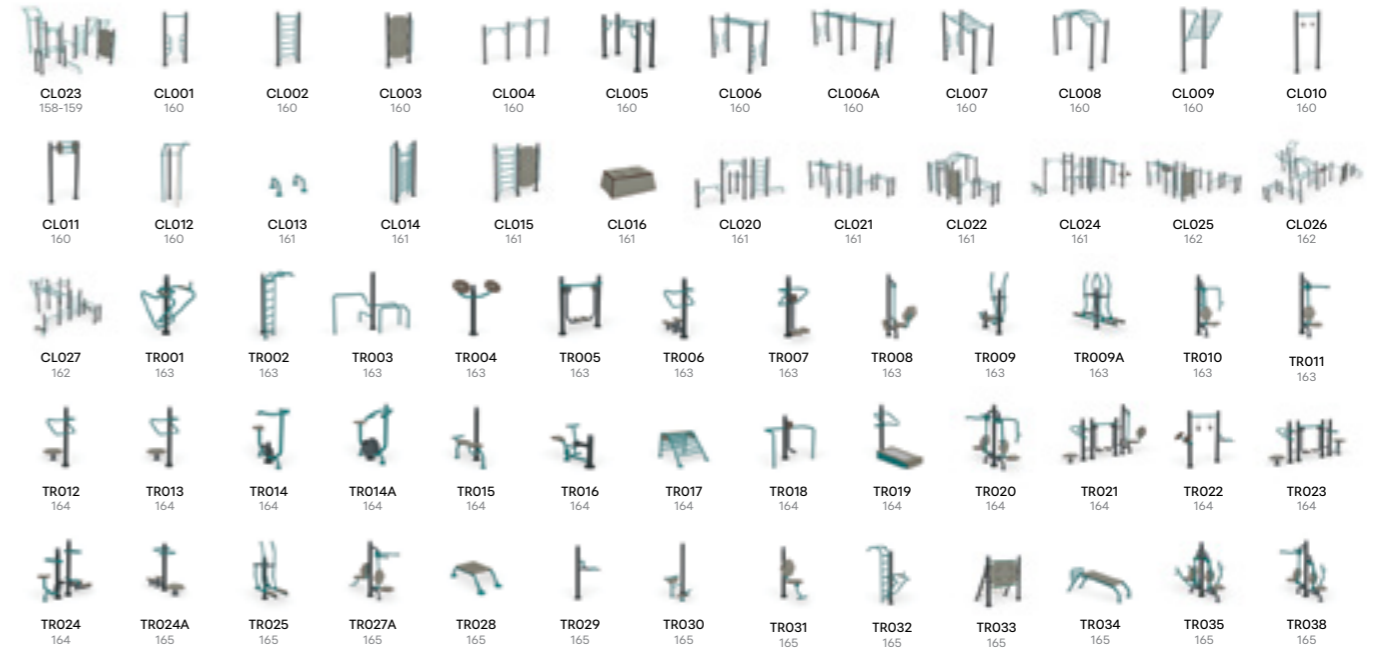 CL023 CL001 CL002 CL003 CL004 CL005 CL006 CL006A CL007 CL008 CL009 CL010
158-159 160 160 160 160 160 160 160 160 160 160 160
CL011 CL012 CL013 CL014 CL015 CL016 CL020 CL021 CL022 CL024 CL025 CL026
160 160 161 161 161 161 161 161 161 161 162 162
CL027 TR001 TR002 TR003 TR004 TR005 TR006 TR007 TR008 TR009 TR009A TR010 TR011
162 163 163 163 163 163 163 163 163 163 163 163 163
TR012 TR013 TR014 TR014A TR015 TR016 TR017 TR018 TR019 TR020 TR021 TR022 TR023
164 164 164 164 164 164 164 164 164 164 164 164 164
TR024 TR024A TR025 TR027A TR028 TR029 TR030 TR031 TR032 TR033 TR034 TR035 TR038
164 165 165 165 165 165 165 165 165 165 165 165 165